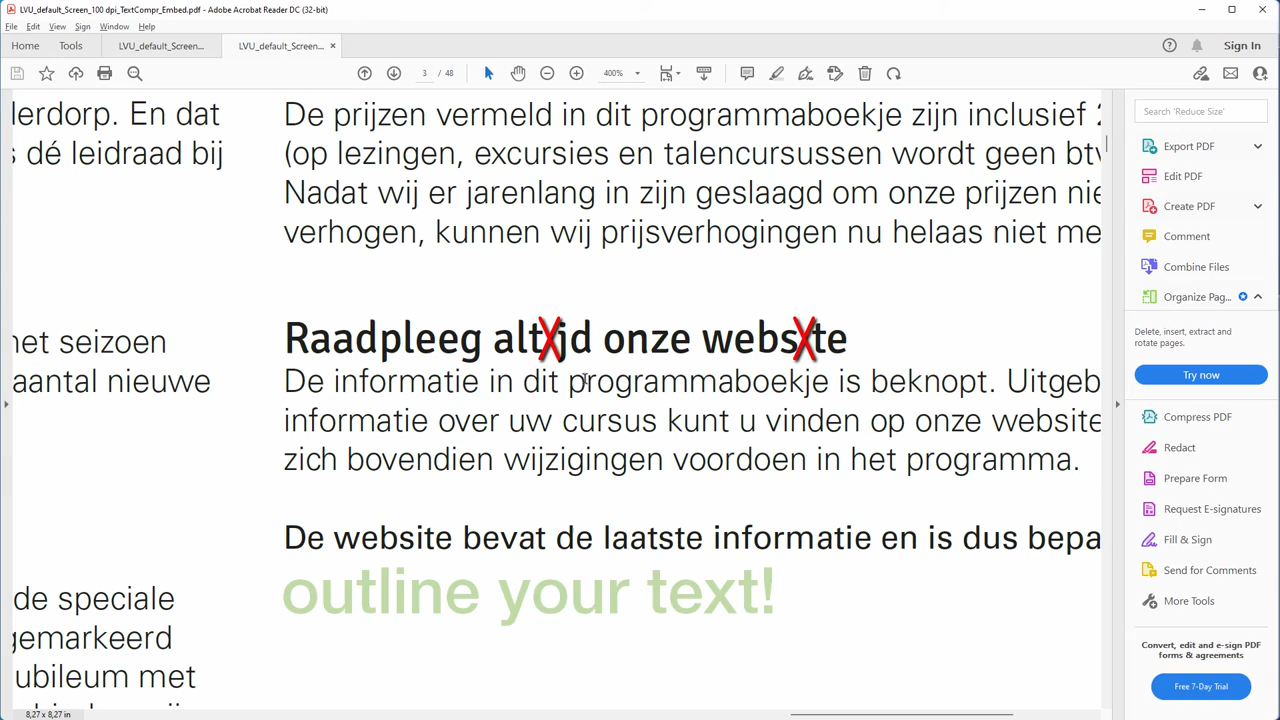 LVU_default_Screen_100 dpi_TextCompr_Embed.pdf - Adobe Acrobat Reader DC (32-bit)
File Edit View Sign Window Help
Home Tools LVU_default_Screen... LVU_default_Screen... × Sign In
3 / 48 400%
lerdorp. En dat
s dé leidraad bij
net seizoen
aantal nieuwe
de speciale
gemarkeerd
ubileum met
De prijzen vermeld in dit programmaboekje zijn inclusief 2
(op lezingen, excursies en talencursussen wordt geen btw
Nadat wij er jarenlang in zijn geslaagd om onze prijzen nie
verhogen, kunnen wij prijsverhogingen nu helaas niet me
Raadpleeg altXjd onze websXte
De informatie in dit programmaboekje is beknopt. Uitgeb
informatie over uw cursus kunt u vinden op onze website
zich bovendien wijzigingen voordoen in het programma.
De website bevat de laatste informatie en is dus bepa
outline your text!
Search 'Reduce Size'
Export PDF
Edit PDF
Create PDF
Comment
Combine Files
Organize Pag...
Delete, insert, extract and
rotate pages.
Try now
Compress PDF
Redact
Prepare Form
Request E-signatures
Fill & Sign
Send for Comments
More Tools
Convert, edit and e-sign PDF
forms & agreements
Free 7-Day Trial
8,27 x 8,27 in